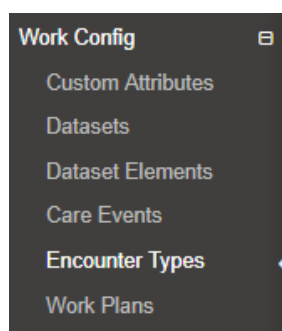 Work Config
Custom Attributes
Datasets
Dataset Elements
Care Events
Encounter Types
Work Plans